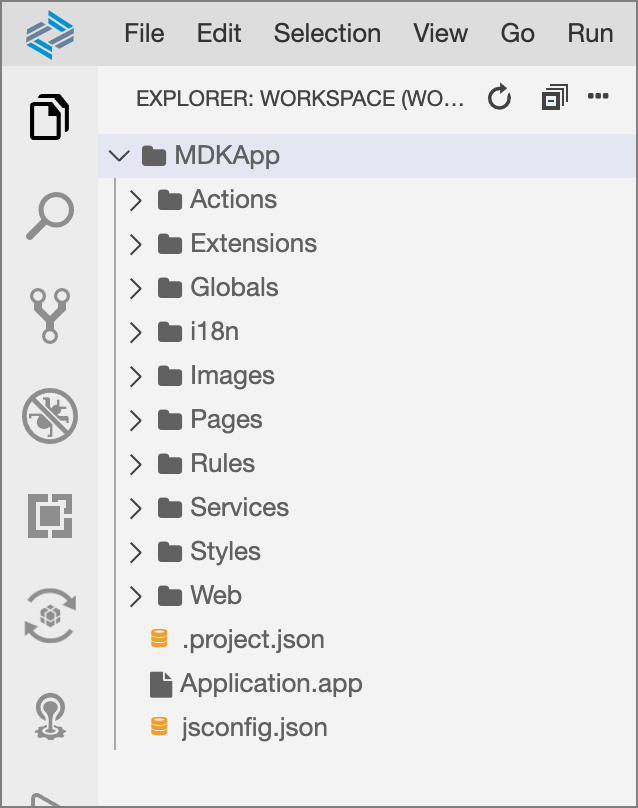 File Edit Selection View Go Run
EXPLORER: WORKSPACE (WO...
MDKApp
Actions
Extensions
Globals
i18n
Images
Pages
Rules
Services
Styles
Web
.project.json
Application.app
jsconfig.json